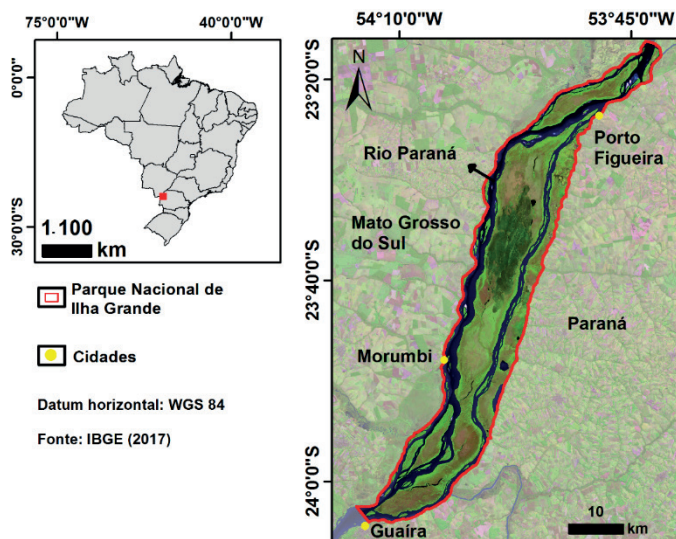 75°0'0"W
40°0'0"W
0°0'0"S
30°0'0"S
1.100
km
Parque Nacional de
Ilha Grande
Cidades
Datum horizontal: WGS 84
Fonte: IBGE (2017)
54°10'0"W
53°45'0"W
23°20'0"S
23°40'0"S
24°0'0"S
N
Porto
Figueira
Rio Paraná
Mato Grosso
do Sul
Paraná
Morumbi
Guaíra
10
km